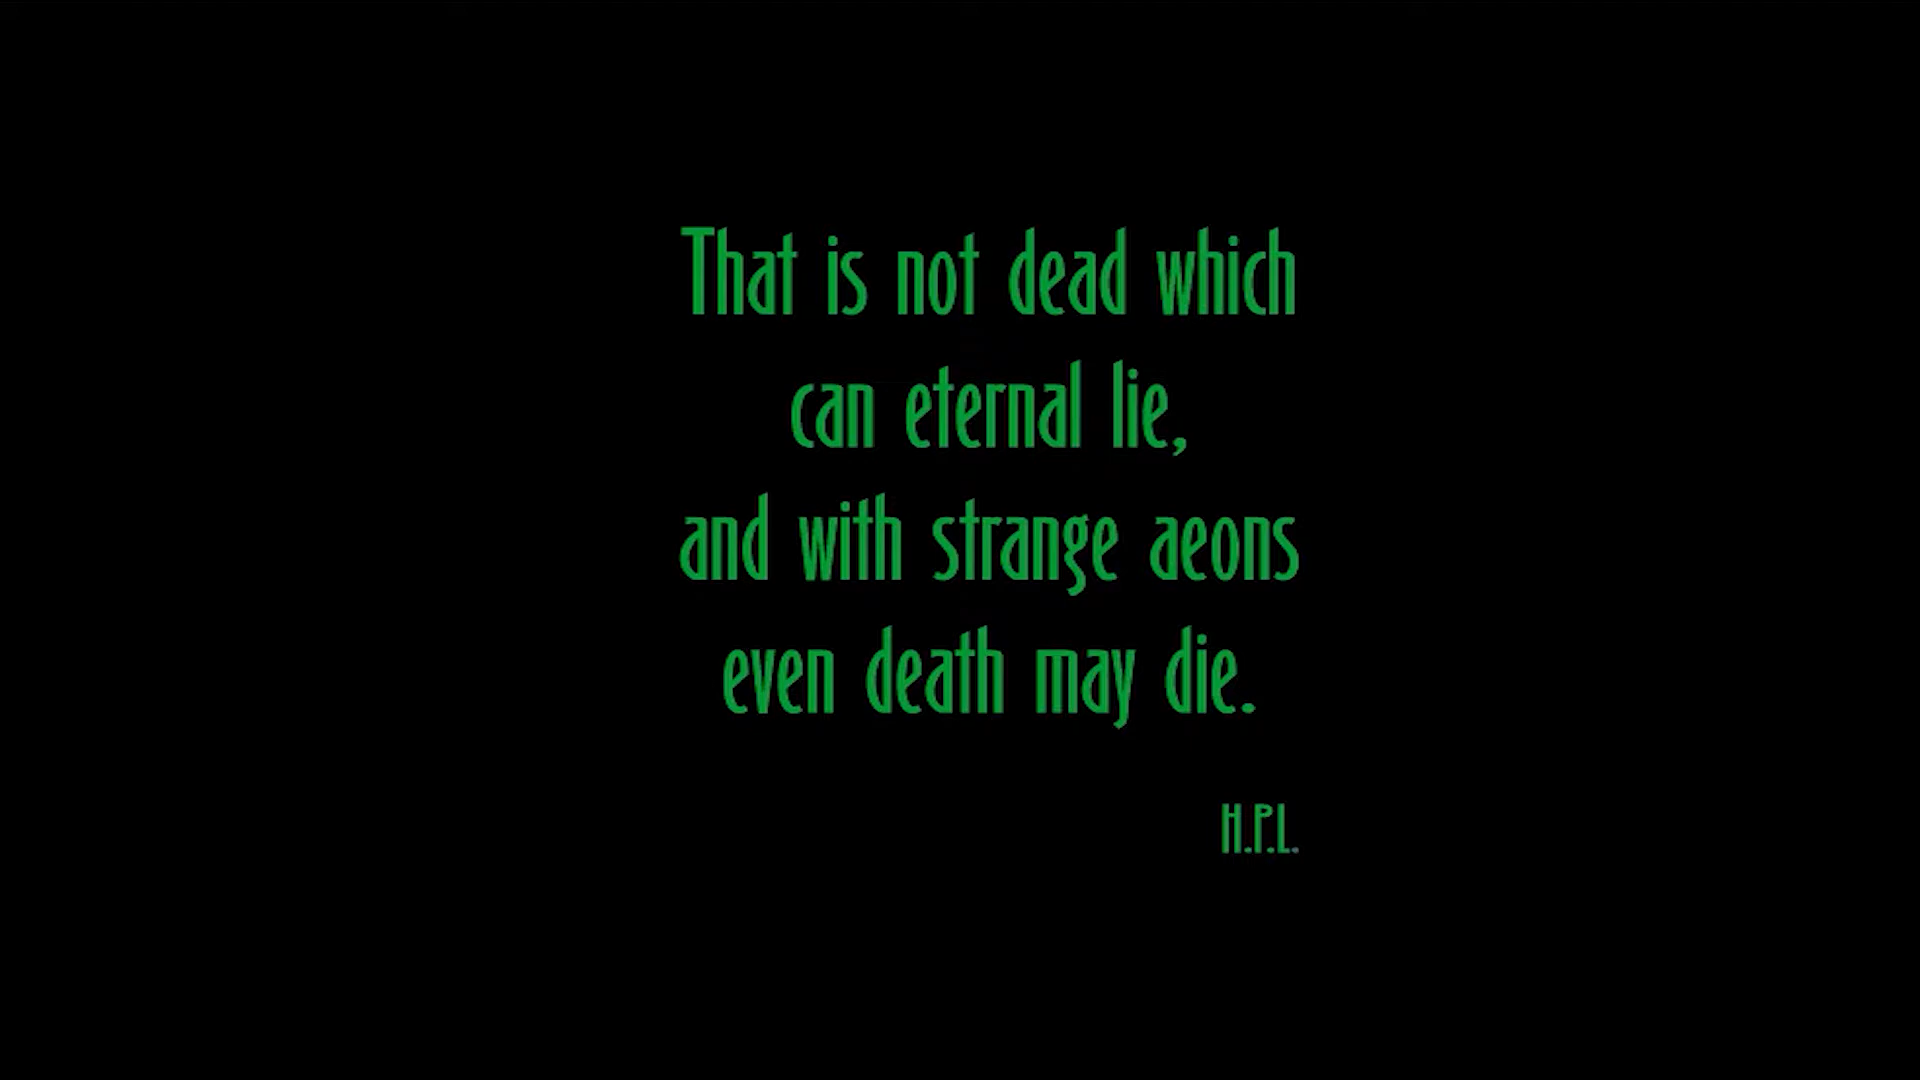 That is not dead which
can eternal lie,
and with strange aeons
even death may die.
H.P.L.